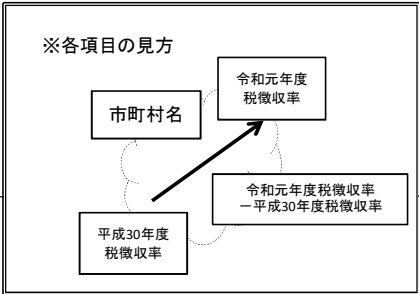 ※各項目の見方
令和元年度
税徴収率
市町村名
令和元年度税徴収率
－平成30年度税徴収率
平成30年度
税徴収率